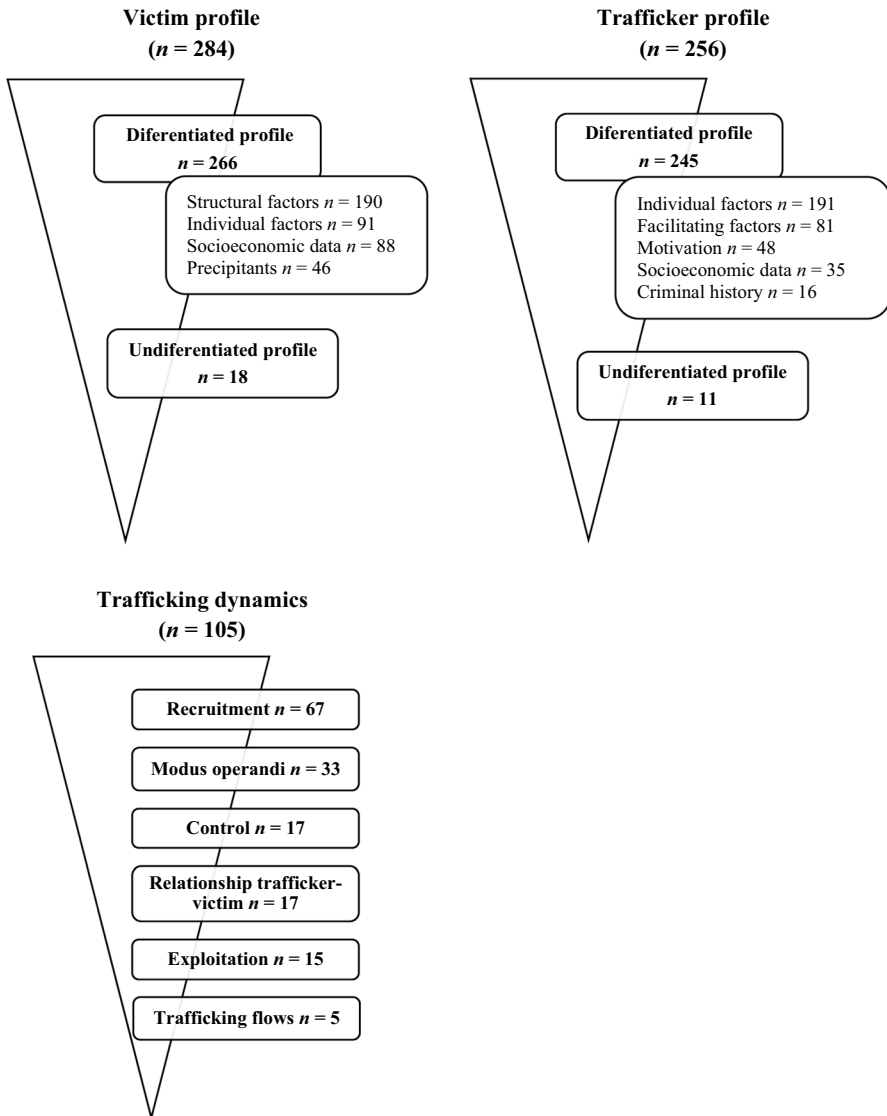 Victim profile
(n = 284)
Diferentiated profile
n = 266
Structural factors n = 190
Individual factors n = 91
Socioeconomic data n = 88
Precipitants n = 46
Undiferentiated profile
n = 18
Trafficker profile
(n = 256)
Diferentiated profile
n = 245
Individual factors n = 191
Facilitating factors n = 81
Motivation n = 48
Socioeconomic data n = 35
Criminal history n = 16
Undiferentiated profile
n = 11
Trafficking dynamics
(n = 105)
Recruitment n = 67
Modus operandi n = 33
Control n = 17
Relationship trafficker-
victim n = 17
Exploitation n = 15
Trafficking flows n = 5